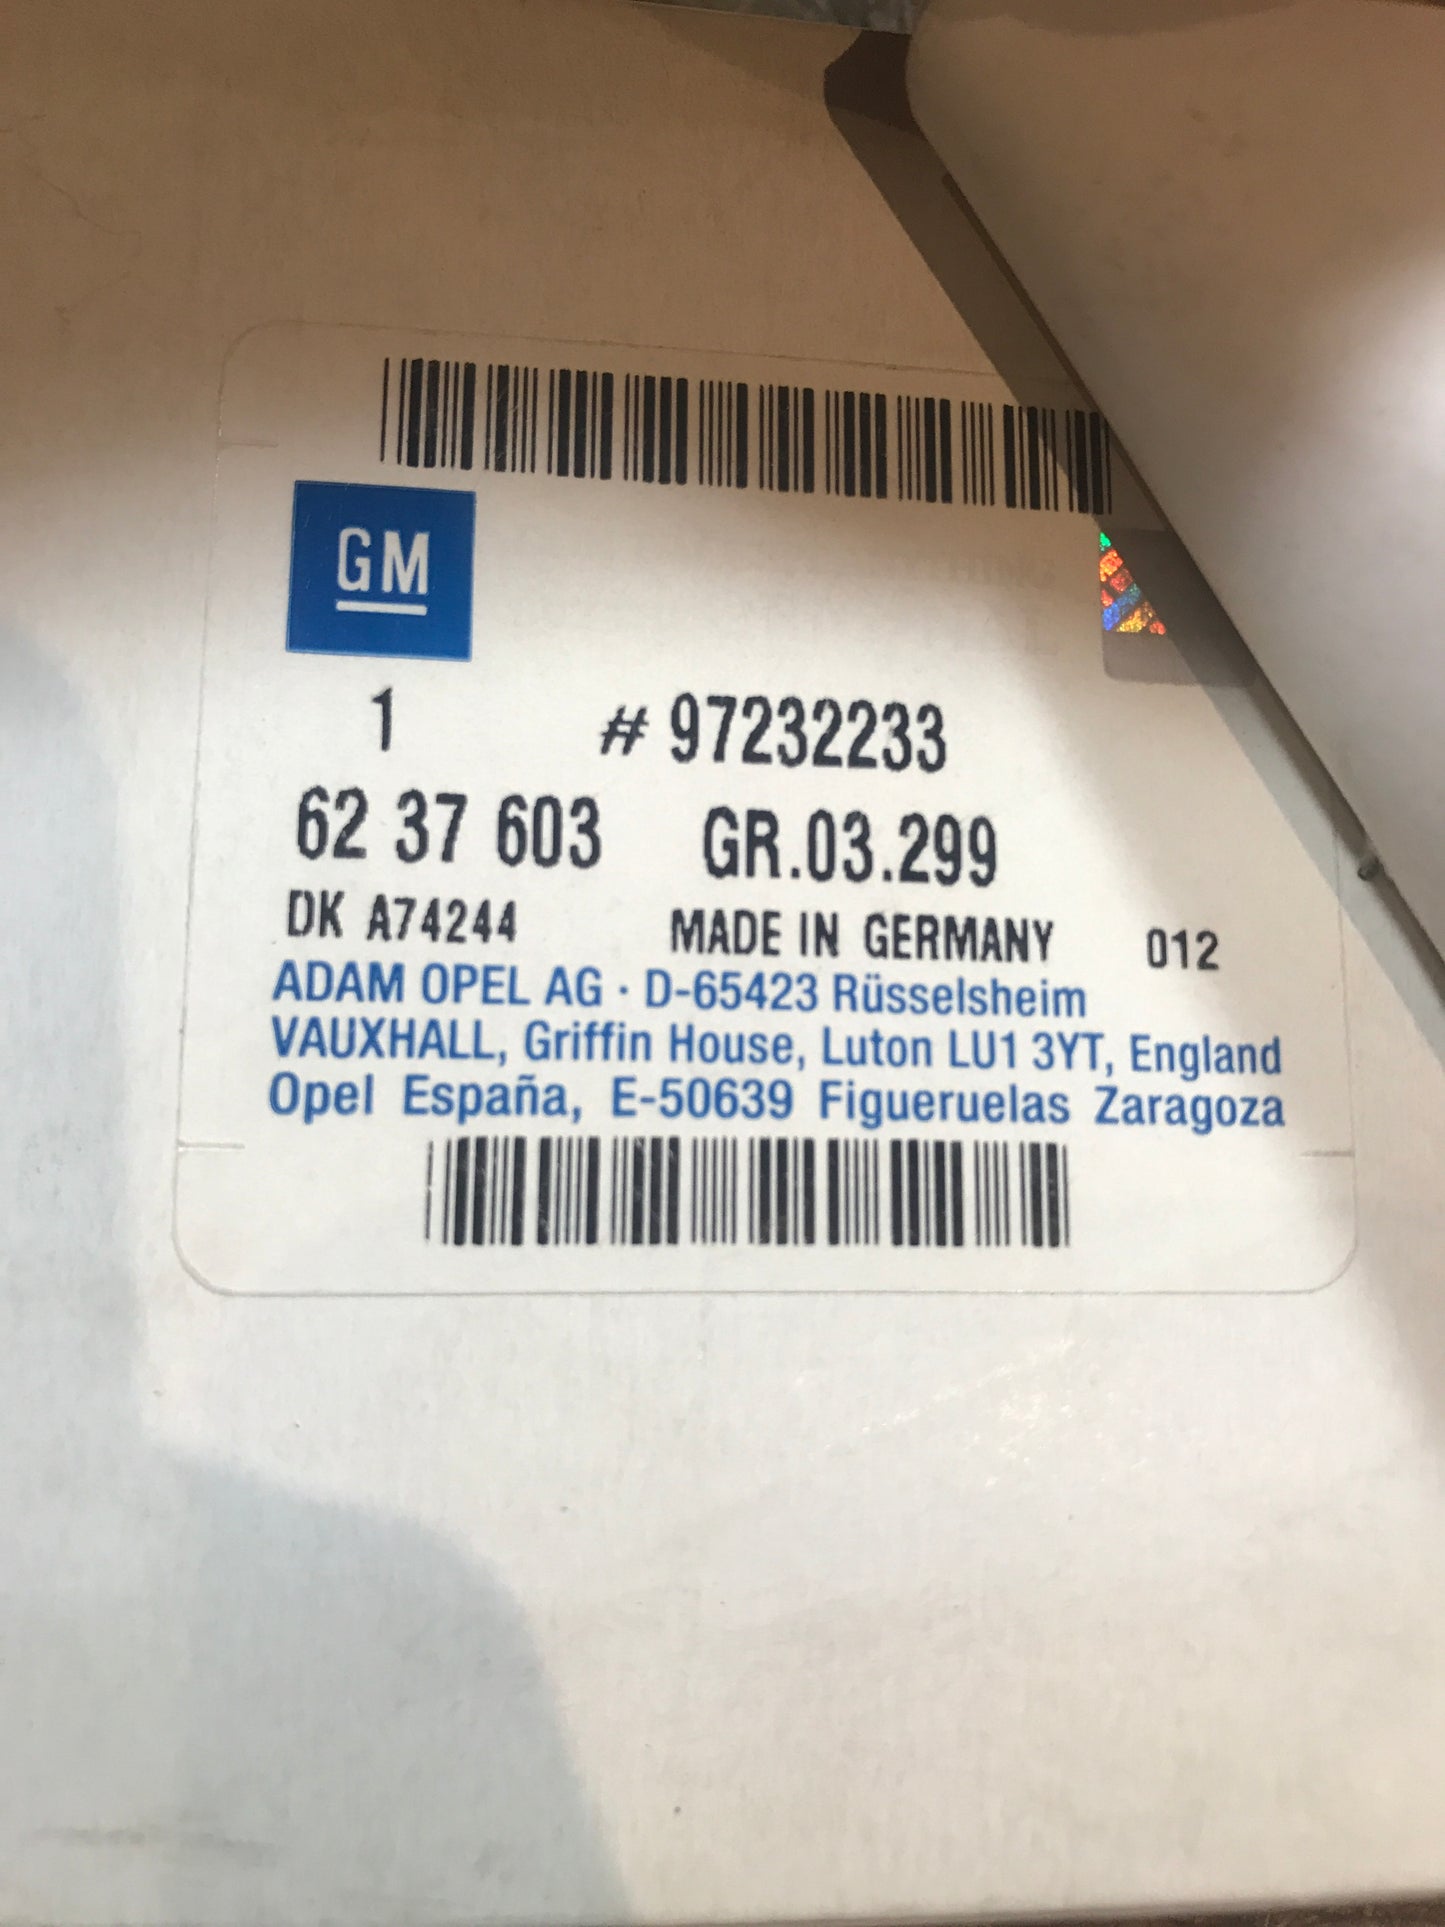 GM
1 # 97232233
62 37 603 GR.03.299
DK A74244 MADE IN GERMANY 012
ADAM OPEL AG · D-65423 Rüsselsheim
VAUXHALL, Griffin House, Luton LU1 3YT, England
Opel España, E-50639 Figueruelas Zaragoza